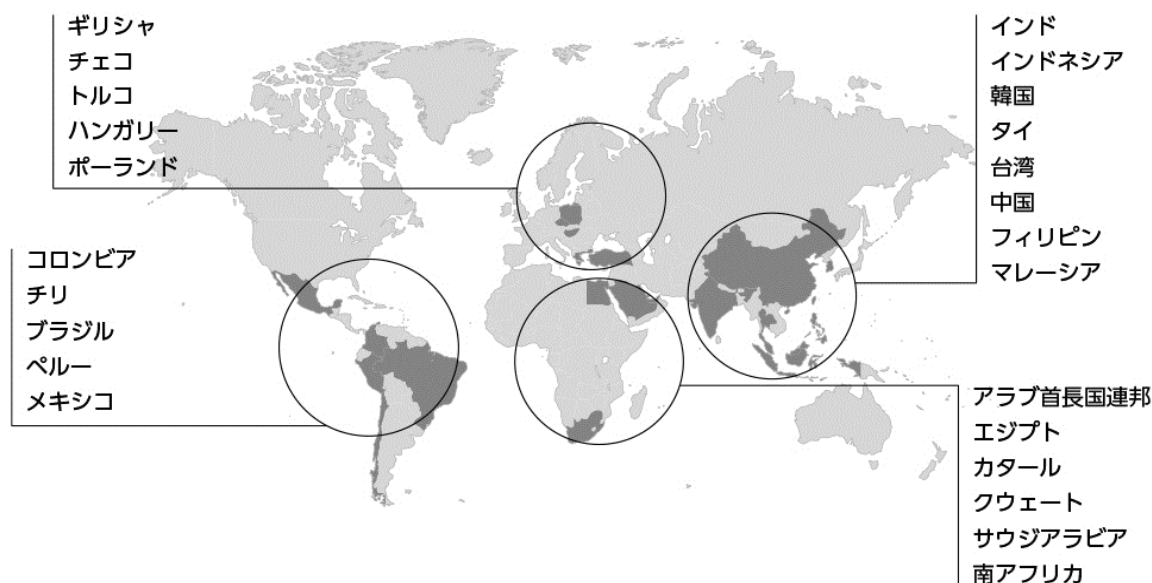 ギリシャ
チェコ
トルコ
ハンガリー
ポーランド
コロンビア
チリ
ブラジル
ペルー
メキシコ
インド
インドネシア
韓国
タイ
台湾
中国
フィリピン
マレーシア
アラブ首長国連邦
エジプト
カタール
クウェート
サウジアラビア
南アフリカ